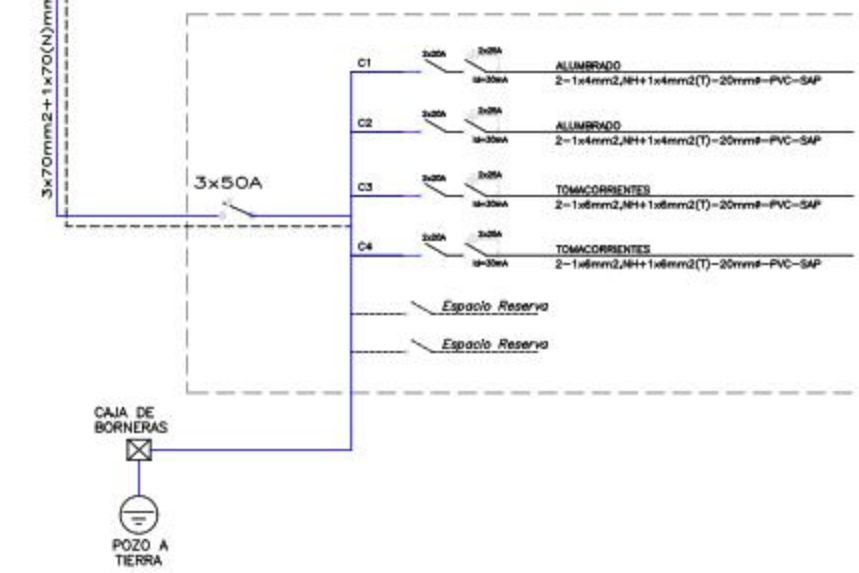 3x70mm2+1x70(N)mm
3x50A
C1
2x20A
2x25A
Id=30mA
ALUMBRADO
2-1x4mm2,NH+1x4mm2(T)-20mmø-PVC-SAP
C2
2x20A
2x25A
Id=30mA
ALUMBRADO
2-1x4mm2,NH+1x4mm2(T)-20mmø-PVC-SAP
C3
2x20A
2x25A
Id=30mA
TOMACORRIENTES
2-1x6mm2,NH+1x6mm2(T)-20mmø-PVC-SAP
C4
2x20A
2x25A
Id=30mA
TOMACORRIENTES
2-1x6mm2,NH+1x6mm2(T)-20mmø-PVC-SAP
Espacio Reserva
Espacio Reserva
CAJA DE
BORNERAS
POZO A
TIERRA